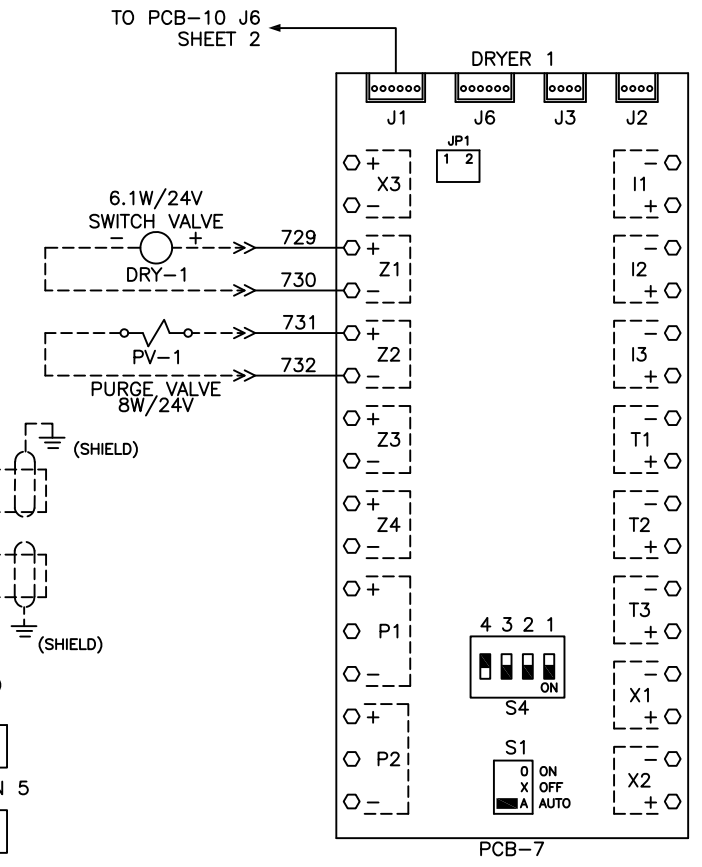 TO PCB-10 J6
SHEET 2
DRYER 1
J1 J6 J3 J2
JP1
1 2
+ X3 −
− I1 +
6.1W/24V
SWITCH VALVE
− +
DRY-1
729
730
+ Z1 −
− I2 +
731
732
PV-1
PURGE VALVE
8W/24V
+ Z2 −
− I3 +
(SHIELD)
+ Z3 −
− T1 +
+ Z4 −
− T2 +
(SHIELD)
+ P1 −
− T3 +
4 3 2 1
ON
S4
− X1 +
+ P2 −
S1
O ON
X OFF
A AUTO
− X2 +
N 5
PCB-7